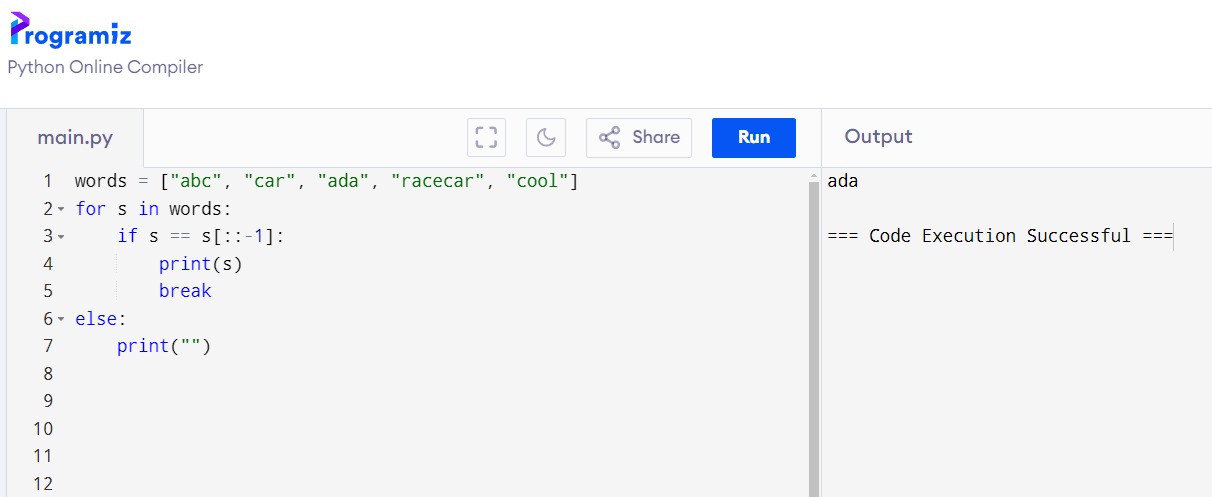 Programiz
Python Online Compiler
main.py
Share
Run
Output
1 words = ["abc", "car", "ada", "racecar", "cool"]
2 for s in words:
3     if s == s[::-1]:
4         print(s)
5         break
6 else:
7     print("")
8
9
10
11
12
ada
=== Code Execution Successful ===